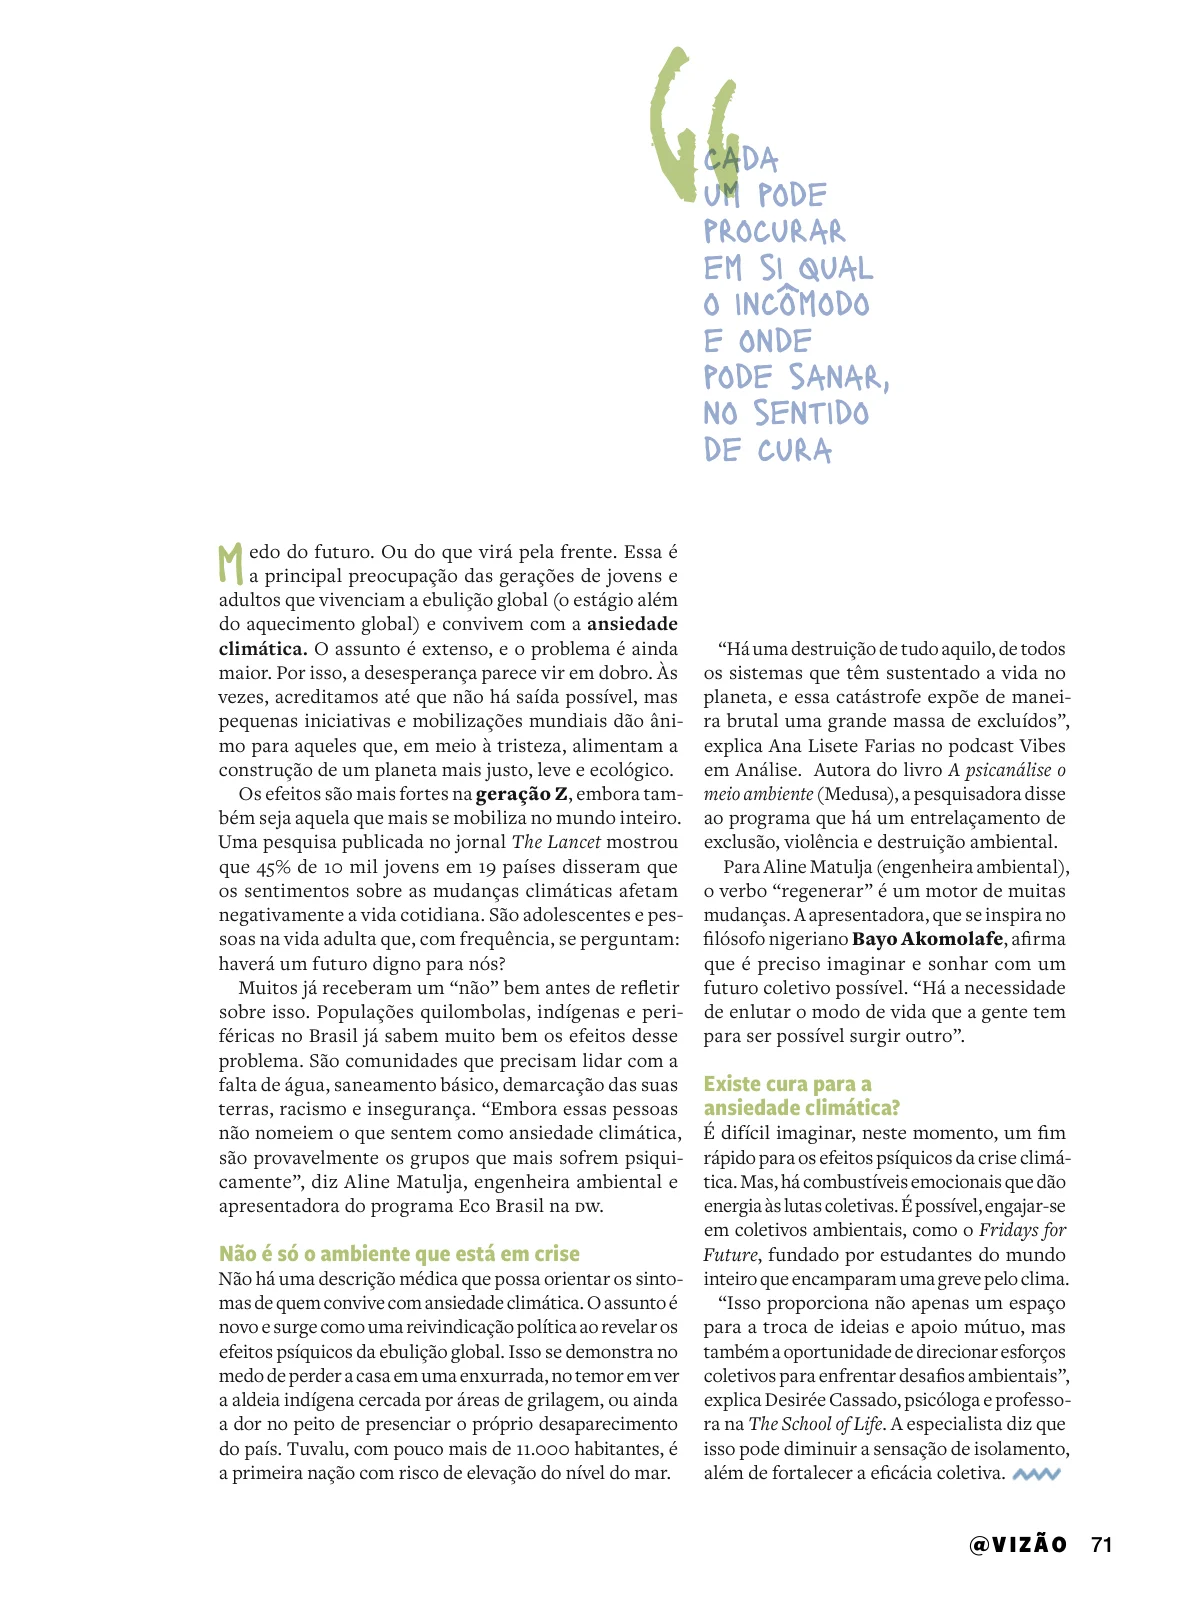 CADA
UM PODE
PROCURAR
EM SI QUAL
O INCÔMODO
E ONDE
PODE SANAR,
NO SENTIDO
DE CURA
Medo do futuro. Ou do que virá pela frente. Essa é
a principal preocupação das gerações de jovens e
adultos que vivenciam a ebulição global (o estágio além
do aquecimento global) e convivem com a ansiedade
climática. O assunto é extenso, e o problema é ainda
maior. Por isso, a desesperança parece vir em dobro. Às
vezes, acreditamos até que não há saída possível, mas
pequenas iniciativas e mobilizações mundiais dão âni-
mo para aqueles que, em meio à tristeza, alimentam a
construção de um planeta mais justo, leve e ecológico.
Os efeitos são mais fortes na geração Z, embora tam-
bém seja aquela que mais se mobiliza no mundo inteiro.
Uma pesquisa publicada no jornal The Lancet mostrou
que 45% de 10 mil jovens em 19 países disseram que
os sentimentos sobre as mudanças climáticas afetam
negativamente a vida cotidiana. São adolescentes e pes-
soas na vida adulta que, com frequência, se perguntam:
haverá um futuro digno para nós?
Muitos já receberam um “não” bem antes de refletir
sobre isso. Populações quilombolas, indígenas e peri-
féricas no Brasil já sabem muito bem os efeitos desse
problema. São comunidades que precisam lidar com a
falta de água, saneamento básico, demarcação das suas
terras, racismo e insegurança. “Embora essas pessoas
não nomeiem o que sentem como ansiedade climática,
são provavelmente os grupos que mais sofrem psiqui-
camente”, diz Aline Matulja, engenheira ambiental e
apresentadora do programa Eco Brasil na DW.
Não é só o ambiente que está em crise
Não há uma descrição médica que possa orientar os sinto-
mas de quem convive com ansiedade climática. O assunto é
novo e surge como uma reivindicação política ao revelar os
efeitos psíquicos da ebulição global. Isso se demonstra no
medo de perder a casa em uma enxurrada, no temor em ver
a aldeia indígena cercada por áreas de grilagem, ou ainda
a dor no peito de presenciar o próprio desaparecimento
do país. Tuvalu, com pouco mais de 11.000 habitantes, é
a primeira nação com risco de elevação do nível do mar.
“Há uma destruição de tudo aquilo, de todos
os sistemas que têm sustentado a vida no
planeta, e essa catástrofe expõe de manei-
ra brutal uma grande massa de excluídos”,
explica Ana Lisete Farias no podcast Vibes
em Análise. Autora do livro A psicanálise o
meio ambiente (Medusa), a pesquisadora disse
ao programa que há um entrelaçamento de
exclusão, violência e destruição ambiental.
Para Aline Matulja (engenheira ambiental),
o verbo “regenerar” é um motor de muitas
mudanças. A apresentadora, que se inspira no
filósofo nigeriano Bayo Akomolafe, afirma
que é preciso imaginar e sonhar com um
futuro coletivo possível. “Há a necessidade
de enlutar o modo de vida que a gente tem
para ser possível surgir outro”.
Existe cura para a
ansiedade climática?
É difícil imaginar, neste momento, um fim
rápido para os efeitos psíquicos da crise climá-
tica. Mas, há combustíveis emocionais que dão
energia às lutas coletivas. É possível, engajar-se
em coletivos ambientais, como o Fridays for
Future, fundado por estudantes do mundo
inteiro que encamparam uma greve pelo clima.
“Isso proporciona não apenas um espaço
para a troca de ideias e apoio mútuo, mas
também a oportunidade de direcionar esforços
coletivos para enfrentar desafios ambientais”,
explica Desirée Cassado, psicóloga e professo-
ra na The School of Life. A especialista diz que
isso pode diminuir a sensação de isolamento,
além de fortalecer a eficácia coletiva.
@VIZÃO 71